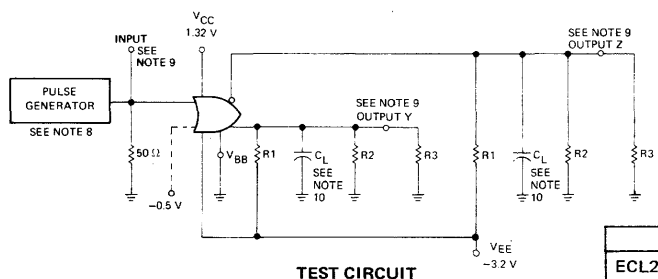 VCC
1.32 V
INPUT
SEE
NOTE 9
SEE NOTE 9
OUTPUT Z
PULSE
GENERATOR
SEE NOTE 8
SEE NOTE 9
OUTPUT Y
50 Ω
VBB
R1
CL
SEE
NOTE
10
R2
R3
R1
CL
SEE
NOTE
10
R2
R3
-0.5 V
VEE
-3.2 V
TEST CIRCUIT
ECL2